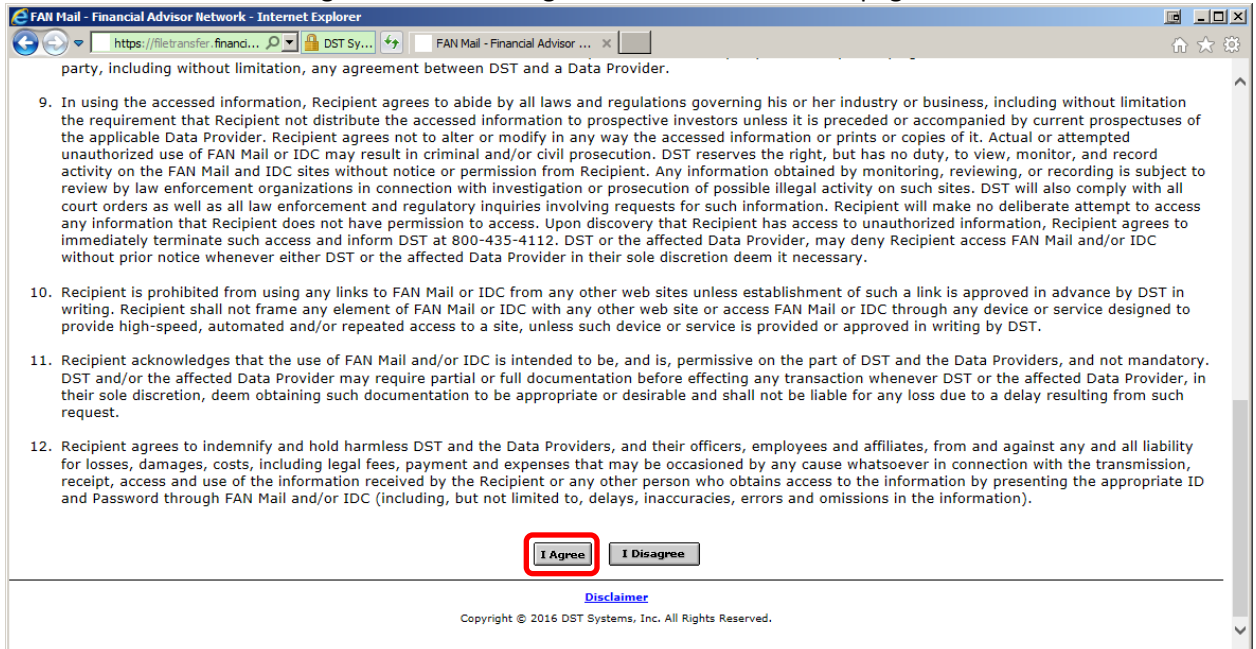 FAN Mail - Financial Advisor Network - Internet Explorer
https://filetransfer.financi... DST Sy... FAN Mail - Financial Advisor ...
party, including without limitation, any agreement between DST and a Data Provider.
9. In using the accessed information, Recipient agrees to abide by all laws and regulations governing his or her industry or business, including without limitation
the requirement that Recipient not distribute the accessed information to prospective investors unless it is preceded or accompanied by current prospectuses of
the applicable Data Provider. Recipient agrees not to alter or modify in any way the accessed information or prints or copies of it. Actual or attempted
unauthorized use of FAN Mail or IDC may result in criminal and/or civil prosecution. DST reserves the right, but has no duty, to view, monitor, and record
activity on the FAN Mail and IDC sites without notice or permission from Recipient. Any information obtained by monitoring, reviewing, or recording is subject to
review by law enforcement organizations in connection with investigation or prosecution of possible illegal activity on such sites. DST will also comply with all
court orders as well as all law enforcement and regulatory inquiries involving requests for such information. Recipient will make no deliberate attempt to access
any information that Recipient does not have permission to access. Upon discovery that Recipient has access to unauthorized information, Recipient agrees to
immediately terminate such access and inform DST at 800-435-4112. DST or the affected Data Provider, may deny Recipient access FAN Mail and/or IDC
without prior notice whenever either DST or the affected Data Provider in their sole discretion deem it necessary.
10. Recipient is prohibited from using any links to FAN Mail or IDC from any other web sites unless establishment of such a link is approved in advance by DST in
writing. Recipient shall not frame any element of FAN Mail or IDC with any other web site or access FAN Mail or IDC through any device or service designed to
provide high-speed, automated and/or repeated access to a site, unless such device or service is provided or approved in writing by DST.
11. Recipient acknowledges that the use of FAN Mail and/or IDC is intended to be, and is, permissive on the part of DST and the Data Providers, and not mandatory.
DST and/or the affected Data Provider may require partial or full documentation before effecting any transaction whenever DST or the affected Data Provider, in
their sole discretion, deem obtaining such documentation to be appropriate or desirable and shall not be liable for any loss due to a delay resulting from such
request.
12. Recipient agrees to indemnify and hold harmless DST and the Data Providers, and their officers, employees and affiliates, from and against any and all liability
for losses, damages, costs, including legal fees, payment and expenses that may be occasioned by any cause whatsoever in connection with the transmission,
receipt, access and use of the information received by the Recipient or any other person who obtains access to the information by presenting the appropriate ID
and Password through FAN Mail and/or IDC (including, but not limited to, delays, inaccuracies, errors and omissions in the information).
I Agree I Disagree
Disclaimer
Copyright © 2016 DST Systems, Inc. All Rights Reserved.